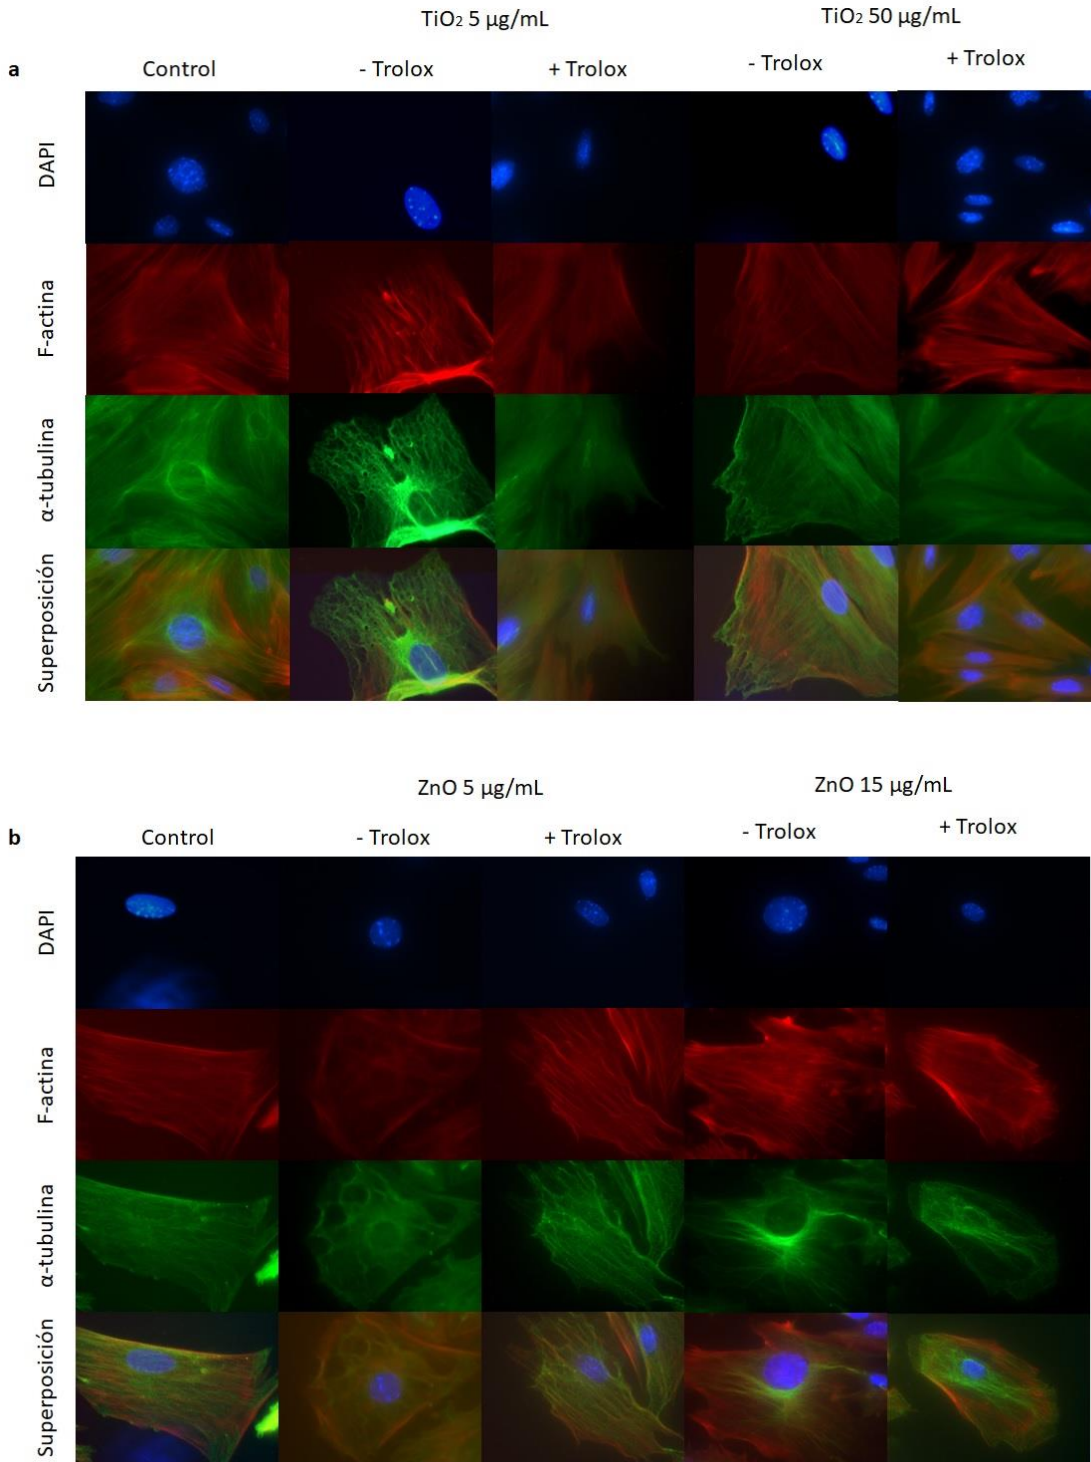 TiO₂ 5 µg/mL TiO₂ 50 µg/mL
a Control - Trolox + Trolox - Trolox + Trolox
DAPI
F-actina
α-tubulina
Superposición
ZnO 5 µg/mL ZnO 15 µg/mL
b Control - Trolox + Trolox - Trolox + Trolox
DAPI
F-actina
α-tubulina
Superposición